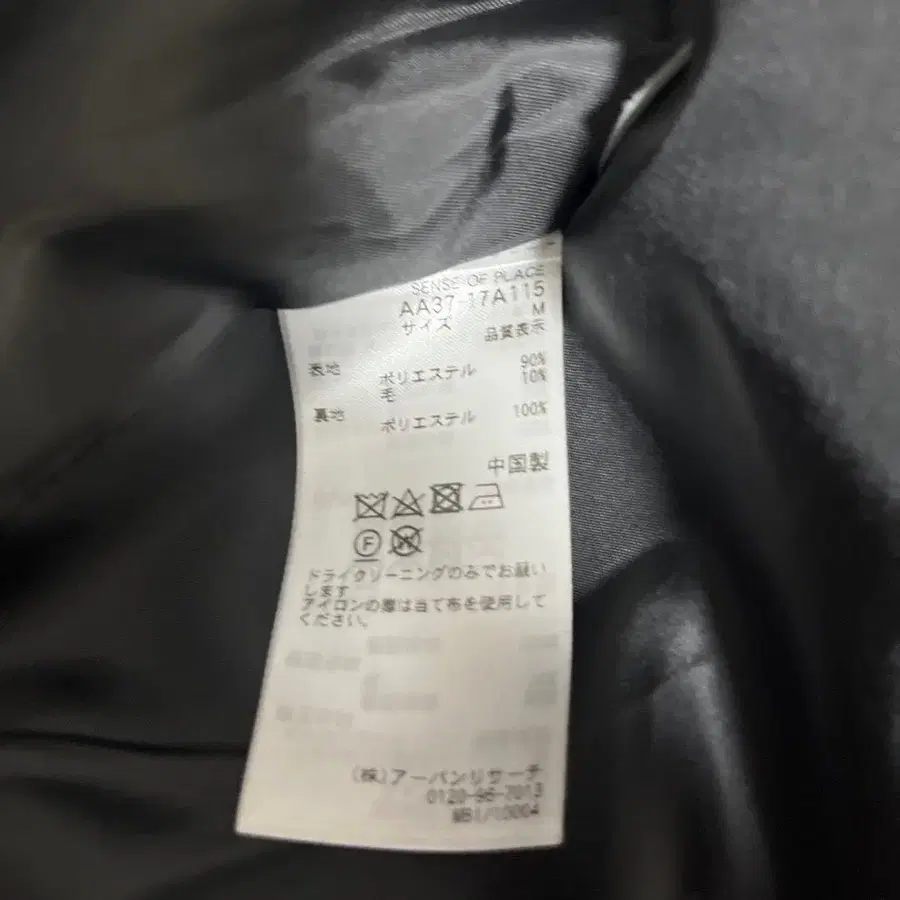 SENSE OF PLACE
AA37-17A115
サイズ M
品質表示
表地 ポリエステル 90%
毛 10%
裏地 ポリエステル 100%
中国製
F
W
ドライクリーニングのみでお願い
します
アイロンの際は当て布を使用して
ください。
(株)アーバンリサーチ
0120-96-7013